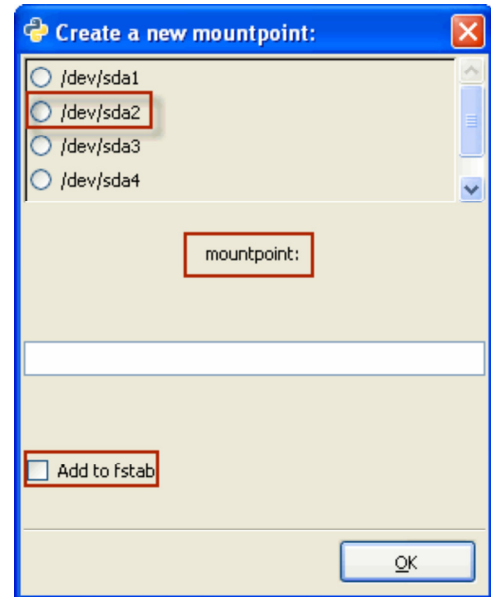 Create a new mountpoint:
/dev/sda1
/dev/sda2
/dev/sda3
/dev/sda4
mountpoint:
Add to fstab
OK